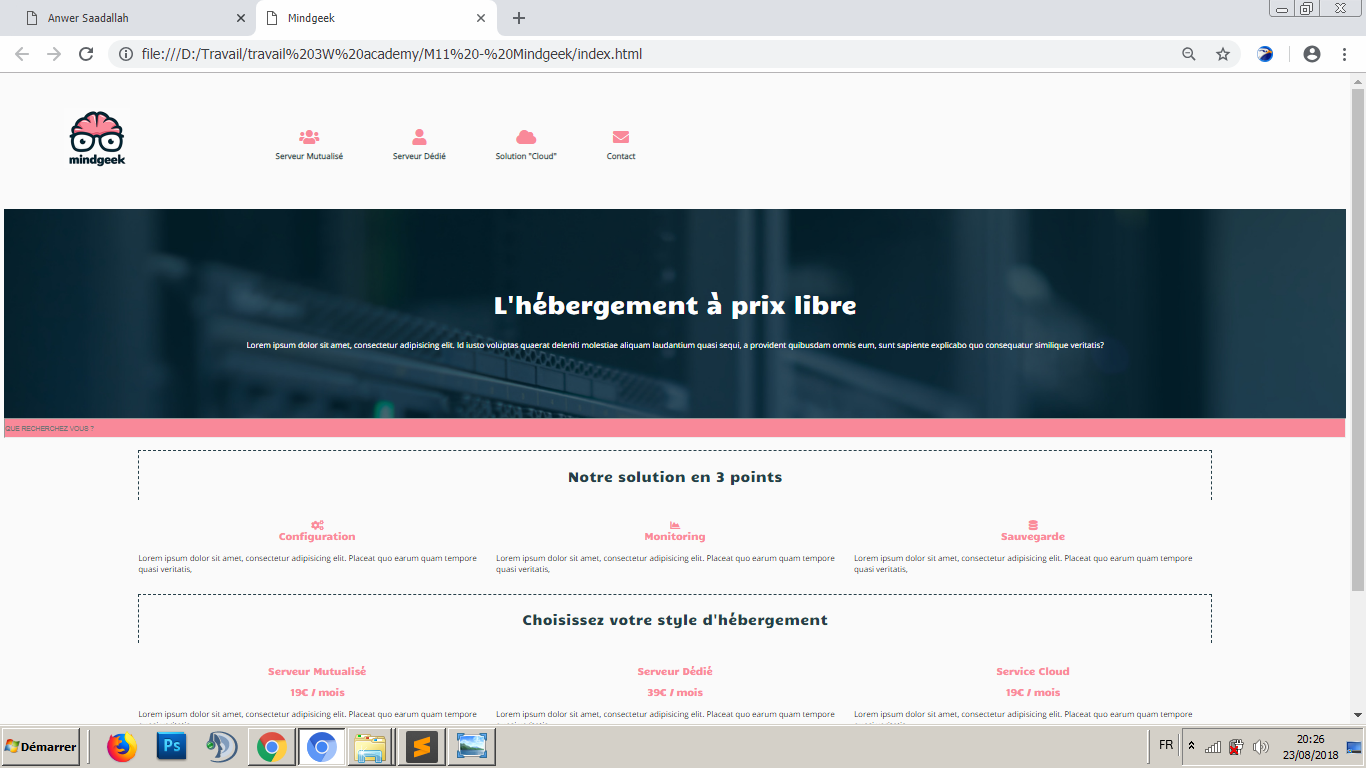 Anwer Saadallah
Mindgeek
file:///D:/Travail/travail%203W%20academy/M11%20-%20Mindgeek/index.html
mindgeek
Serveur Mutualisé
Serveur Dédié
Solution "Cloud"
Contact
L'hébergement à prix libre
Lorem ipsum dolor sit amet, consectetur adipisicing elit. Id iusto voluptas quaerat deleniti molestiae aliquam laudantium quasi sequi, a provident quibusdam omnis eum, sunt sapiente explicabo quo consequatur similique veritatis?
QUE RECHERCHEZ VOUS ?
Notre solution en 3 points
Configuration
Lorem ipsum dolor sit amet, consectetur adipisicing elit. Placeat quo earum quam tempore
quasi veritatis,
Monitoring
Lorem ipsum dolor sit amet, consectetur adipisicing elit. Placeat quo earum quam tempore
quasi veritatis,
Sauvegarde
Lorem ipsum dolor sit amet, consectetur adipisicing elit. Placeat quo earum quam tempore
quasi veritatis,
Choisissez votre style d'hébergement
Serveur Mutualisé
19€ / mois
Lorem ipsum dolor sit amet, consectetur adipisicing elit. Placeat quo earum quam tempore
Serveur Dédié
39€ / mois
Lorem ipsum dolor sit amet, consectetur adipisicing elit. Placeat quo earum quam tempore
Service Cloud
19€ / mois
Lorem ipsum dolor sit amet, consectetur adipisicing elit. Placeat quo earum quam tempore
Démarrer
Ps
FR
20:26
23/08/2018